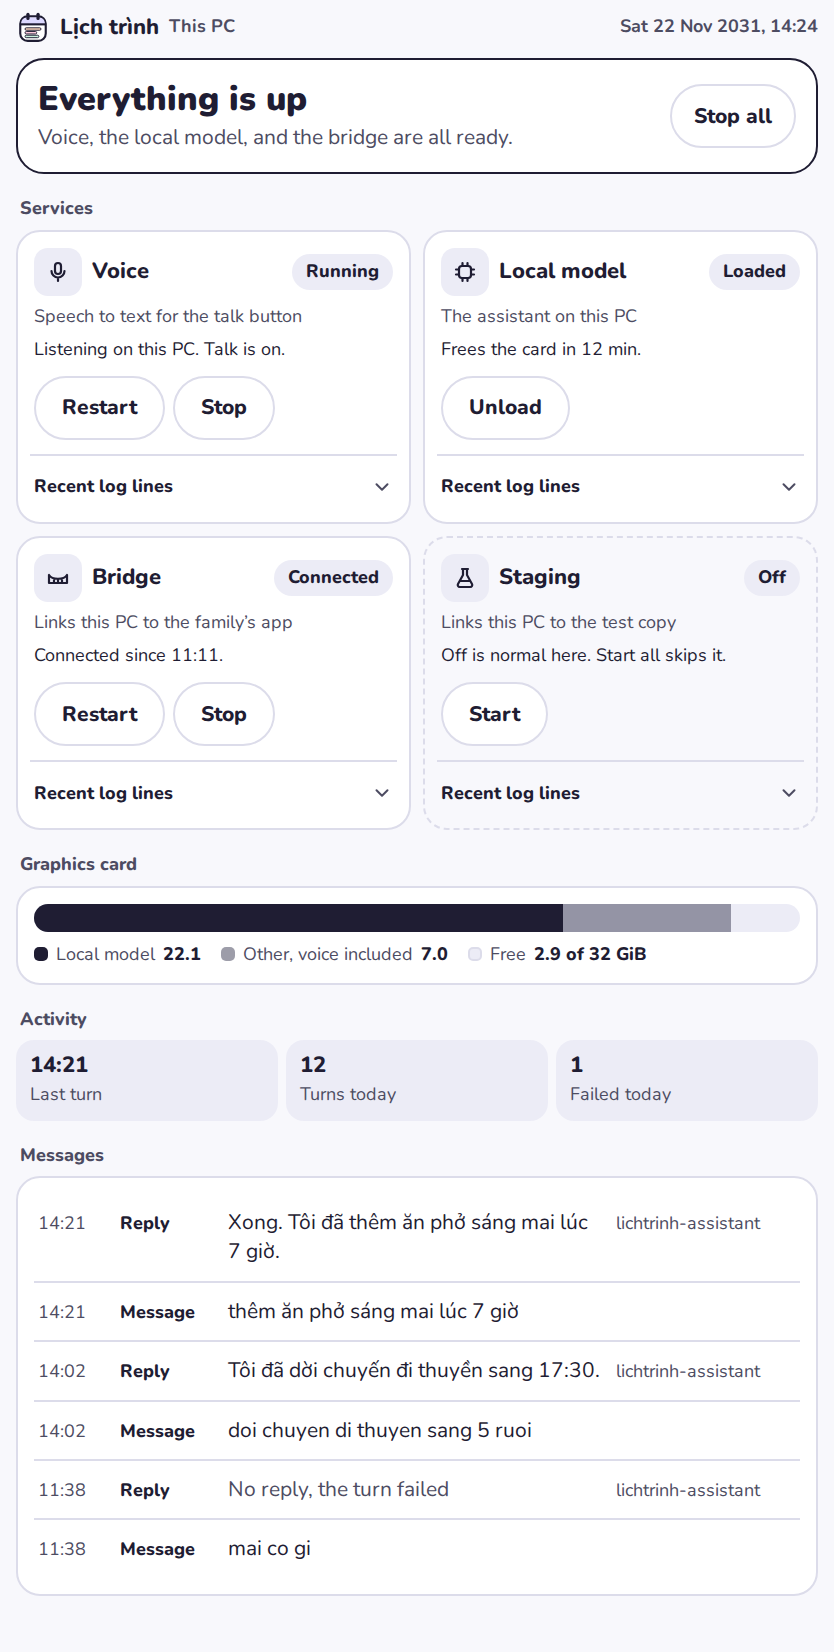 Lịch trình This PC
Sat 22 Nov 2031, 14:24
Everything is up
Voice, the local model, and the bridge are all ready.
Stop all
Services
Voice
Running
Speech to text for the talk button
Listening on this PC. Talk is on.
Restart
Stop
Recent log lines
Local model
Loaded
The assistant on this PC
Frees the card in 12 min.
Unload
Recent log lines
Bridge
Connected
Links this PC to the family’s app
Connected since 11:11.
Restart
Stop
Recent log lines
Staging
Off
Links this PC to the test copy
Off is normal here. Start all skips it.
Start
Recent log lines
Graphics card
Local model 22.1
Other, voice included 7.0
Free 2.9 of 32 GiB
Activity
14:21
Last turn
12
Turns today
1
Failed today
Messages
14:21 Reply Xong. Tôi đã thêm ăn phở sáng mai lúc lichtrinh-assistant
7 giờ.
14:21 Message thêm ăn phở sáng mai lúc 7 giờ
14:02 Reply Tôi đã dời chuyến đi thuyền sang 17:30. lichtrinh-assistant
14:02 Message doi chuyen di thuyen sang 5 ruoi
11:38 Reply No reply, the turn failed lichtrinh-assistant
11:38 Message mai co gi